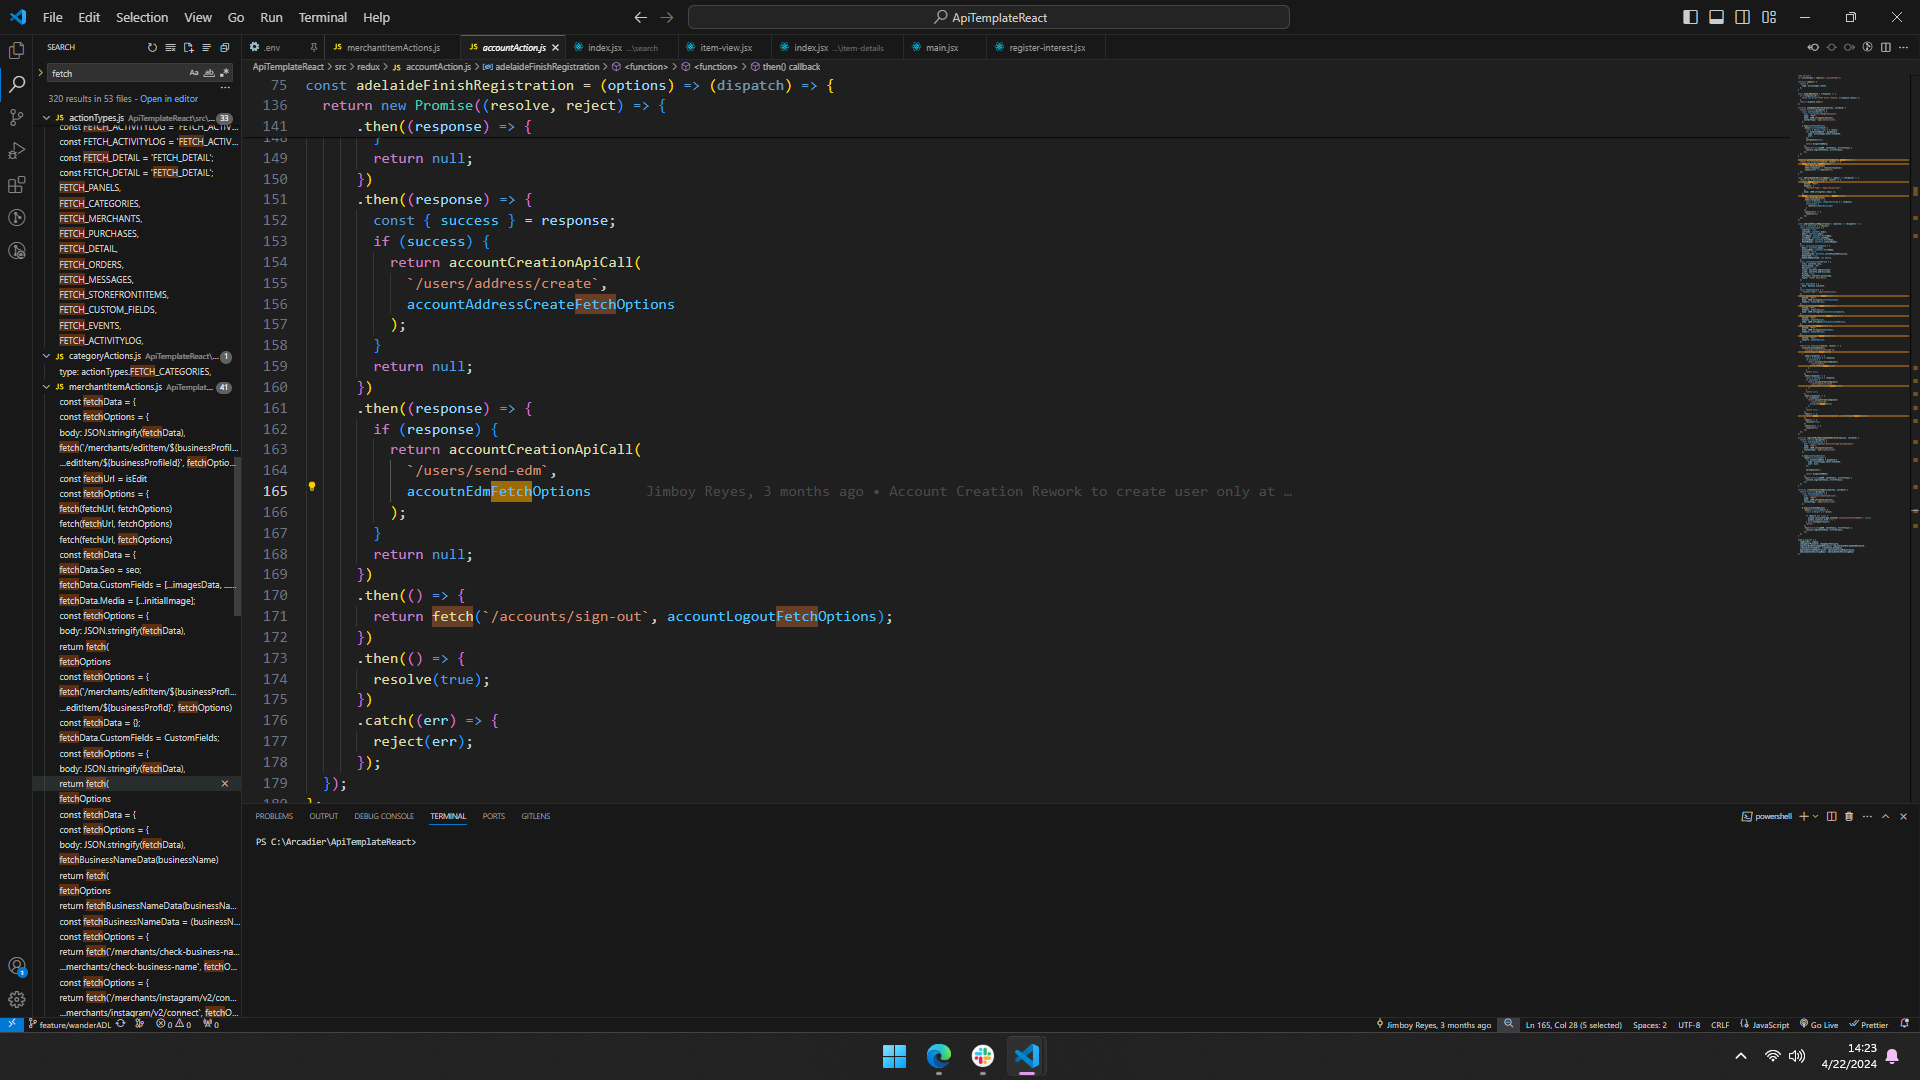 File Edit Selection View Go Run Terminal Help
ApiTemplateReact
SEARCH
fetch
Aa ab .*
320 results in 53 files - Open in editor
actionTypes.js ApiTemplateReact\src\... 33
const FETCH_ACTIVITYLOG = 'FETCH_ACTIV...
const FETCH_ACTIVITYLOG = 'FETCH_ACTIV...
const FETCH_DETAIL = 'FETCH_DETAIL';
const FETCH_DETAIL = 'FETCH_DETAIL';
FETCH_PANELS,
FETCH_CATEGORIES,
FETCH_MERCHANTS,
FETCH_PURCHASES,
FETCH_DETAIL,
FETCH_ORDERS,
FETCH_MESSAGES,
FETCH_STOREFRONTITEMS,
FETCH_CUSTOM_FIELDS,
FETCH_EVENTS,
FETCH_ACTIVITYLOG,
categoryActions.js ApiTemplateReact\... 1
type: actionTypes.FETCH_CATEGORIES,
merchantItemActions.js ApiTemplat... 41
const fetchData = {
const fetchOptions = {
body: JSON.stringify(fetchData),
fetch(`/merchants/editItem/${businessProfil...
...editItem/${businessProfileId}`, fetchOptio...
const fetchUrl = isEdit
const fetchOptions = {
fetch(fetchUrl, fetchOptions)
fetch(fetchUrl, fetchOptions)
fetch(fetchUrl, fetchOptions)
const fetchData = {
fetchData.Seo = seo;
fetchData.CustomFields = [...imagesData, ......
fetchData.Media = [...initialImage];
const fetchOptions = {
body: JSON.stringify(fetchData),
return fetch(
fetchOptions
const fetchOptions = {
fetch(`/merchants/editItem/${businessProfI...
...editItem/${businessProfId}`, fetchOptions)
const fetchData = {};
fetchData.CustomFields = CustomFields;
const fetchOptions = {
body: JSON.stringify(fetchData),
return fetch(
fetchOptions
const fetchData = {
const fetchOptions = {
body: JSON.stringify(fetchData),
fetchBusinessNameData(businessName)
return fetch(
fetchOptions
return fetchBusinessNameData(businessNa...
const fetchBusinessNameData = (businessN...
const fetchOptions = {
return fetch(`/merchants/check-business-na...
...merchants/check-business-name`, fetchO...
const fetchOptions = {
return fetch(`/merchants/instagram/v2/con...
...merchants/instagram/v2/connect`, fetchO...
.env
JS merchantItemActions.js
JS accountAction.js
index.jsx ...\search
item-view.jsx
index.jsx ...\item-details
main.jsx
register-interest.jsx
ApiTemplateReact > src > redux > JS accountAction.js > adelaideFinishRegistration > <function> > <function> > then() callback
75 const adelaideFinishRegistration = (options) => (dispatch) => {
136 return new Promise((resolve, reject) => {
141 .then((response) => {
148 }
149 return null;
150 })
151 .then((response) => {
152 const { success } = response;
153 if (success) {
154 return accountCreationApiCall(
155 `/users/address/create`,
156 accountAddressCreateFetchOptions
157 );
158 }
159 return null;
160 })
161 .then((response) => {
162 if (response) {
163 return accountCreationApiCall(
164 `/users/send-edm`,
165 accoutnEdmFetchOptions Jimboy Reyes, 3 months ago • Account Creation Rework to create user only at …
166 );
167 }
168 return null;
169 })
170 .then(() => {
171 return fetch(`/accounts/sign-out`, accountLogoutFetchOptions);
172 })
173 .then(() => {
174 resolve(true);
175 })
176 .catch((err) => {
177 reject(err);
178 });
179 });
180 };
PROBLEMS OUTPUT DEBUG CONSOLE TERMINAL PORTS GITLENS
powershell
PS C:\Arcadier\ApiTemplateReact>
1
feature/wanderADL 0 0 0
Jimboy Reyes, 3 months ago Ln 165, Col 28 (5 selected) Spaces: 2 UTF-8 CRLF {} JavaScript Go Live Prettier
14:23
4/22/2024